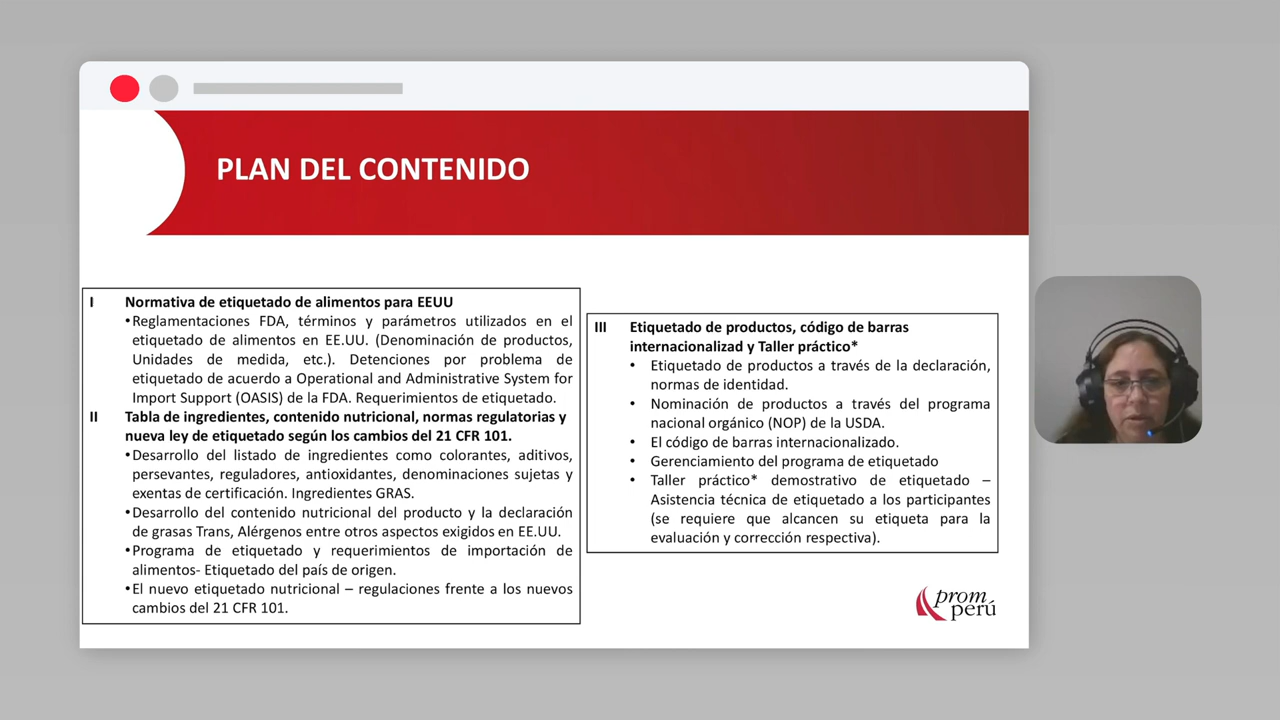 PLAN DEL CONTENIDO
I Normativa de etiquetado de alimentos para EEUU
•Reglamentaciones FDA, términos y parámetros utilizados en el
etiquetado de alimentos en EE.UU. (Denominación de productos,
Unidades de medida, etc.). Detenciones por problema de
etiquetado de acuerdo a Operational and Administrative System for
Import Support (OASIS) de la FDA. Requerimientos de etiquetado.
II Tabla de ingredientes, contenido nutricional, normas regulatorias y
nueva ley de etiquetado según los cambios del 21 CFR 101.
•Desarrollo del listado de ingredientes como colorantes, aditivos,
persevantes, reguladores, antioxidantes, denominaciones sujetas y
exentas de certificación. Ingredientes GRAS.
•Desarrollo del contenido nutricional del producto y la declaración
de grasas Trans, Alérgenos entre otros aspectos exigidos en EE.UU.
•Programa de etiquetado y requerimientos de importación de
alimentos- Etiquetado del país de origen.
•El nuevo etiquetado nutricional – regulaciones frente a los nuevos
cambios del 21 CFR 101.
III Etiquetado de productos, código de barras
internacionalizad y Taller práctico*
• Etiquetado de productos a través de la declaración,
normas de identidad.
• Nominación de productos a través del programa
nacional orgánico (NOP) de la USDA.
• El código de barras internacionalizado.
• Gerenciamiento del programa de etiquetado
• Taller práctico* demostrativo de etiquetado –
Asistencia técnica de etiquetado a los participantes
(se requiere que alcancen su etiqueta para la
evaluación y corrección respectiva).
prom
perú